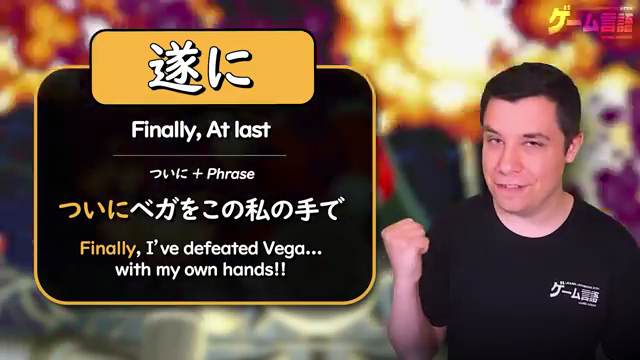 遂に
Finally, At last
ついに + Phrase
ついにベガをこの私の手で
Finally, I've defeated Vega...
with my own hands!!
ゲーム言語
ゲーム言語